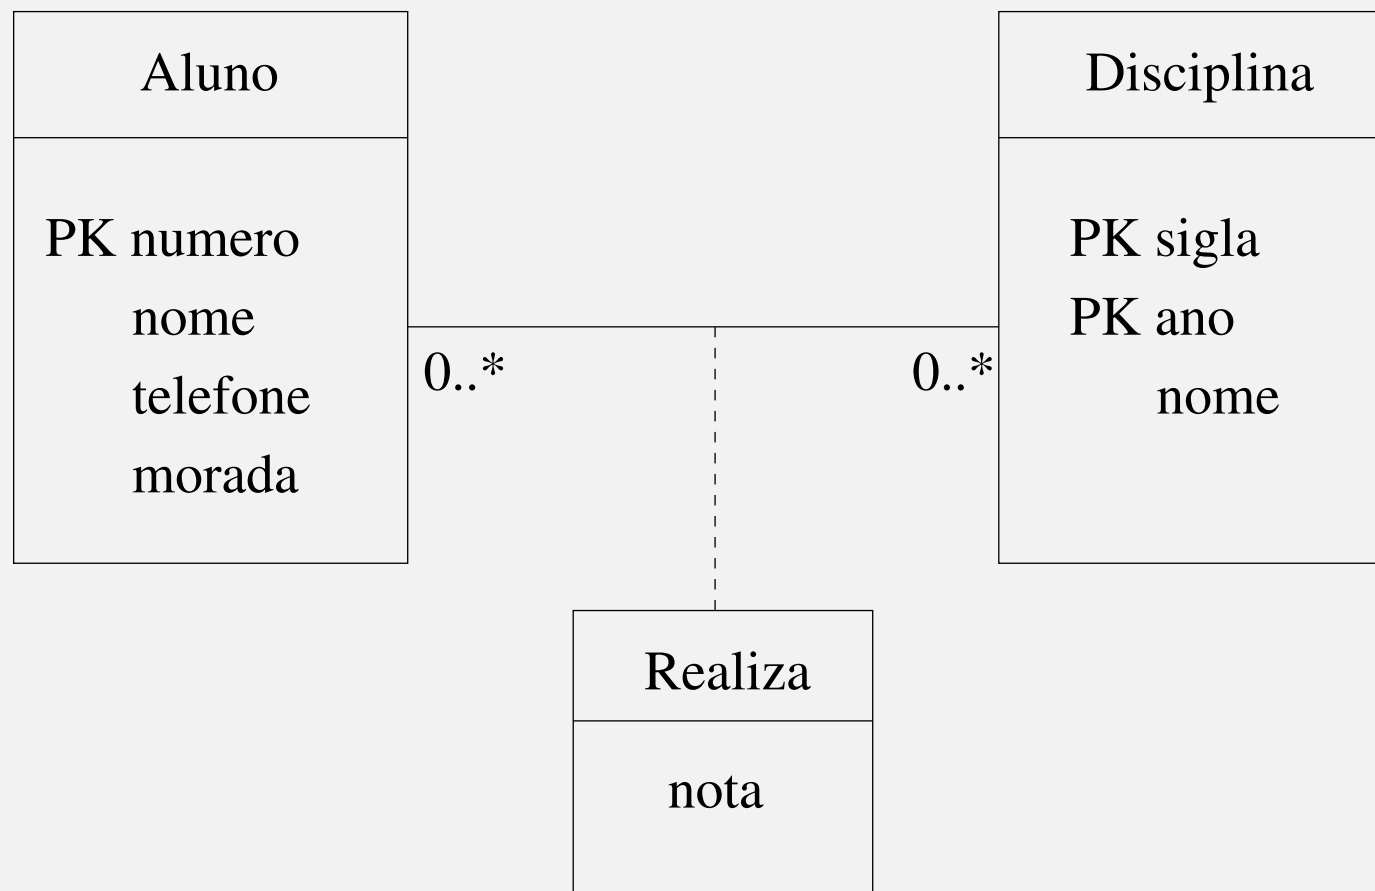 Aluno
PK numero
nome
telefone
morada
0..*
0..*
Disciplina
PK sigla
PK ano
nome
Realiza
nota